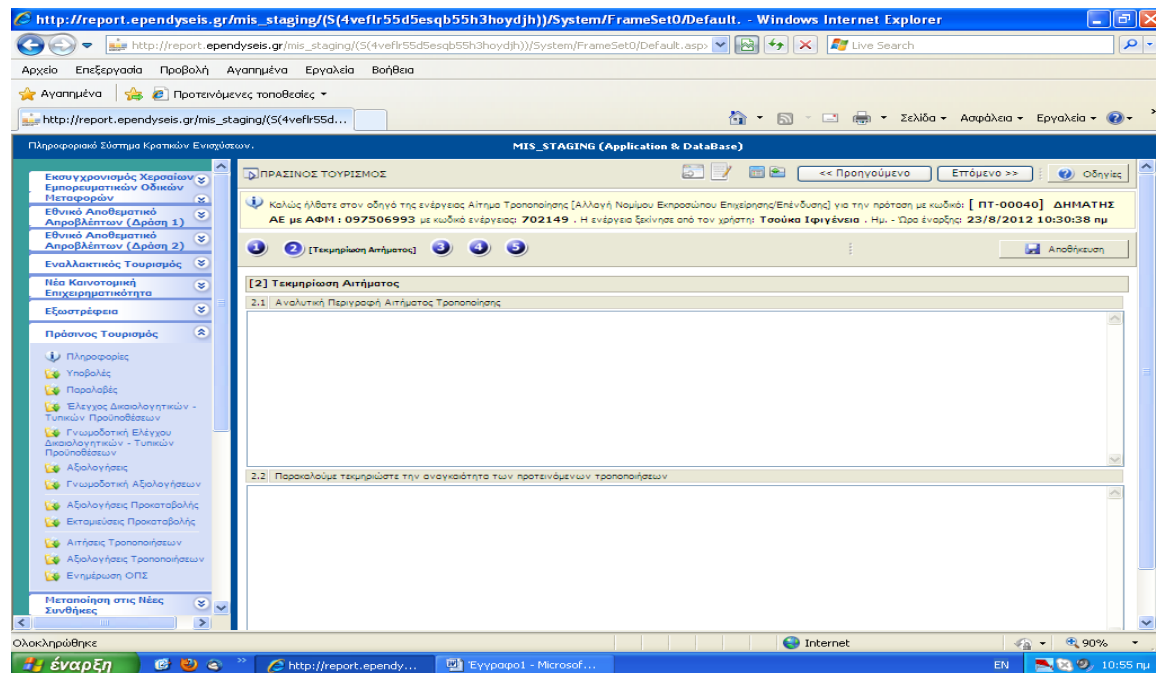 http://report.ependyseis.gr/mis_staging/(S(4veflr55d5esqb55h3hoydjh))/System/FrameSet0/Default. - Windows Internet Explorer
http://report.ependyseis.gr/mis_staging/(S(4veflr55d5esqb55h3hoydjh))/System/FrameSet0/Default.asp
Live Search
Αρχείο Επεξεργασία Προβολή Αγαπημένα Εργαλεία Βοήθεια
Αγαπημένα Προτεινόμενες τοποθεσίες
http://report.ependyseis.gr/mis_staging/(S(4veflr55d...
Σελίδα Ασφάλεια Εργαλεία
Πληροφοριακό Σύστημα Κρατικών Ενισχύσεων.
MIS_STAGING (Application & DataBase)
Εκσυγχρονισμός Χερσαίων
Εμπορευματικών Οδικών
Μεταφορών
Εθνικό Αποθεματικό
Απροβλέπτων (Δράση 1)
Εθνικό Αποθεματικό
Απροβλέπτων (Δράση 2)
Εναλλακτικός Τουρισμός
Νέα Καινοτομική
Επιχειρηματικότητα
Εξωστρέφεια
Πράσινος Τουρισμός
Πληροφορίες
Υποβολές
Παραλαβές
Έλεγχος Δικαιολογητικών -
Τυπικών Προϋποθέσεων
Γνωμοδοτική Ελέγχου
Δικαιολογητικών - Τυπικών
Προϋποθέσεων
Αξιολογήσεις
Γνωμοδοτική Αξιολογήσεων
Αξιολογήσεις Προκαταβολής
Εκταμιεύσεις Προκαταβολής
Αιτήσεις Τροποποιήσεων
Αξιολογήσεις Τροποποιήσεων
Ενημέρωση ΟΠΣ
Μεταποίηση στις Νέες
Συνθήκες
ΠΡΑΣΙΝΟΣ ΤΟΥΡΙΣΜΟΣ
<< Προηγούμενο Επόμενο >> Οδηγίες
Καλώς ήλθατε στον οδηγό της ενέργειας Αίτημα Τροποποίησης [Αλλαγή Νομίμου Εκπροσώπου Επιχείρησης/Επένδυσης] για την πρόταση με κωδικό: [ ΠΤ-00040] ΔΗΜΑΤΗΣ
ΑΕ με ΑΦΜ : 097506993 με κωδικό ενέργειας: 702149 . Η ενέργεια ξεκίνησε από τον χρήστη: Τσούκα Ιφιγένεια . Ημ. - Ώρα έναρξης: 23/8/2012 10:30:38 πμ
1 2 [Τεκμηρίωση Αιτήματος] 3 4 5
Αποθήκευση
[2] Τεκμηρίωση Αιτήματος
2.1 Αναλυτική Περιγραφή Αιτήματος Τροποποίησης
2.2 Παρακαλούμε τεκμηριώστε την αναγκαιότητα των προτεινόμενων τροποποιήσεων
Ολοκληρώθηκε
Internet
90%
έναρξη
http://report.ependy...
Έγγραφο1 - Microsof...
EN
10:55 πμ